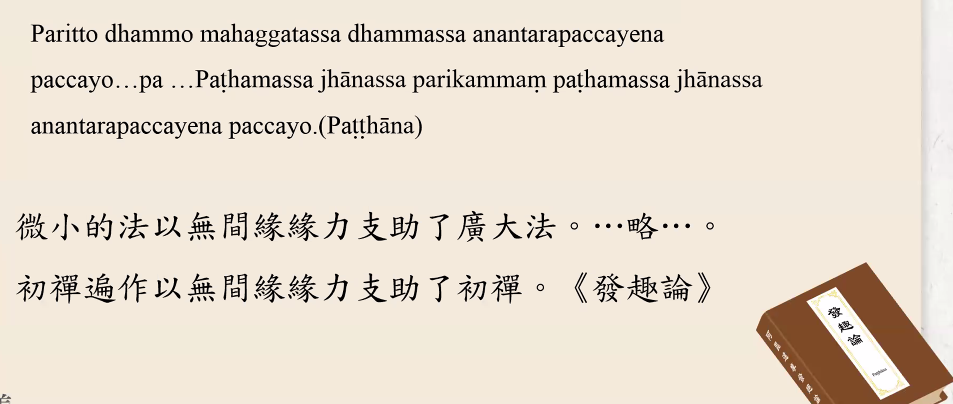 Paritto dhammo mahaggatassa dhammassa anantarapaccayena
paccayo…pa …Paṭhamassa jhānassa parikammaṃ paṭhamassa jhānassa
anantarapaccayena paccayo.(Paṭṭhāna)
微小的法以無間緣緣力支助了廣大法。…略…。
初禪遍作以無間緣緣力支助了初禪。《發趣論》
發趣論
Paṭṭhāna